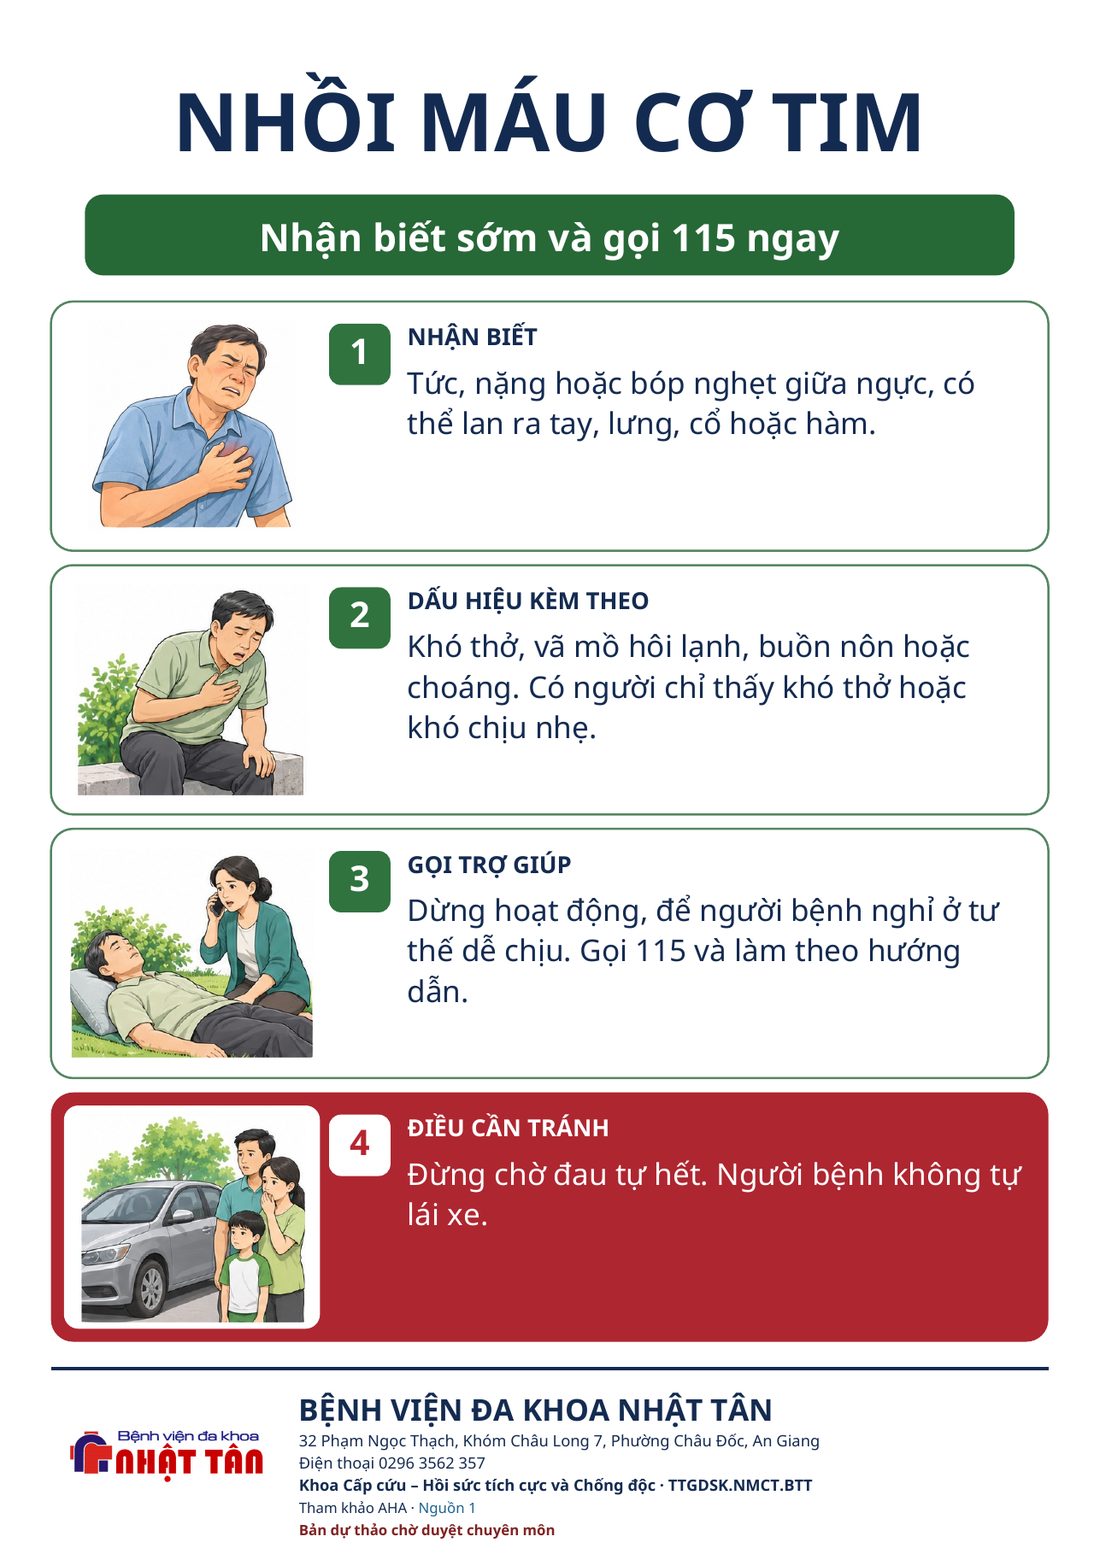 NHỒI MÁU CƠ TIM
Nhận biết sớm và gọi 115 ngay
1
NHẬN BIẾT
Tức, nặng hoặc bóp nghẹt giữa ngực, có
thể lan ra tay, lưng, cổ hoặc hàm.
2
DẤU HIỆU KÈM THEO
Khó thở, vã mồ hôi lạnh, buồn nôn hoặc
choáng. Có người chỉ thấy khó thở hoặc
khó chịu nhẹ.
3
GỌI TRỢ GIÚP
Dừng hoạt động, để người bệnh nghỉ ở tư
thế dễ chịu. Gọi 115 và làm theo hướng
dẫn.
4
ĐIỀU CẦN TRÁNH
Đừng chờ đau tự hết. Người bệnh không tự
lái xe.
Bệnh viện đa khoa
NHẬT TÂN
BỆNH VIỆN ĐA KHOA NHẬT TÂN
32 Phạm Ngọc Thạch, Khóm Châu Long 7, Phường Châu Đốc, An Giang
Điện thoại 0296 3562 357
Khoa Cấp cứu – Hồi sức tích cực và Chống độc · TTGDSK.NMCT.BTT
Tham khảo AHA · Nguồn 1
Bản dự thảo chờ duyệt chuyên môn